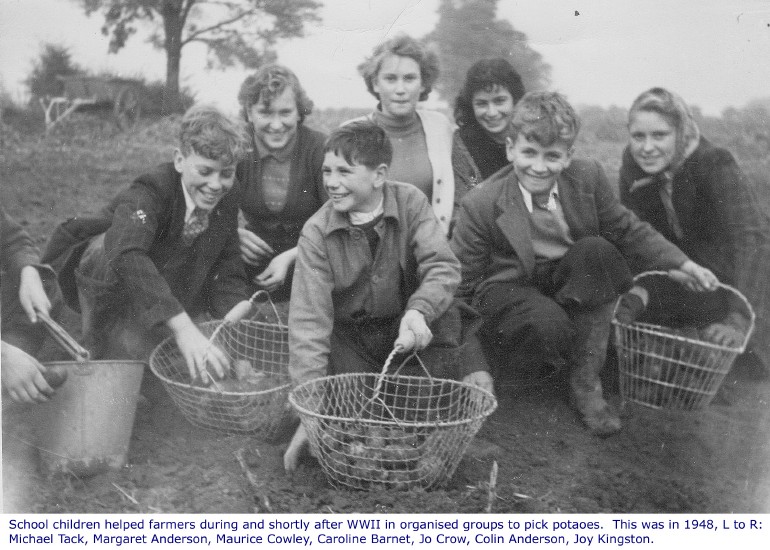 School children helped farmers during and shortly after WWII in organised groups to pick potaoes.  This was in 1948, L to R:
Michael Tack, Margaret Anderson, Maurice Cowley, Caroline Barnet, Jo Crow, Colin Anderson, Joy Kingston.